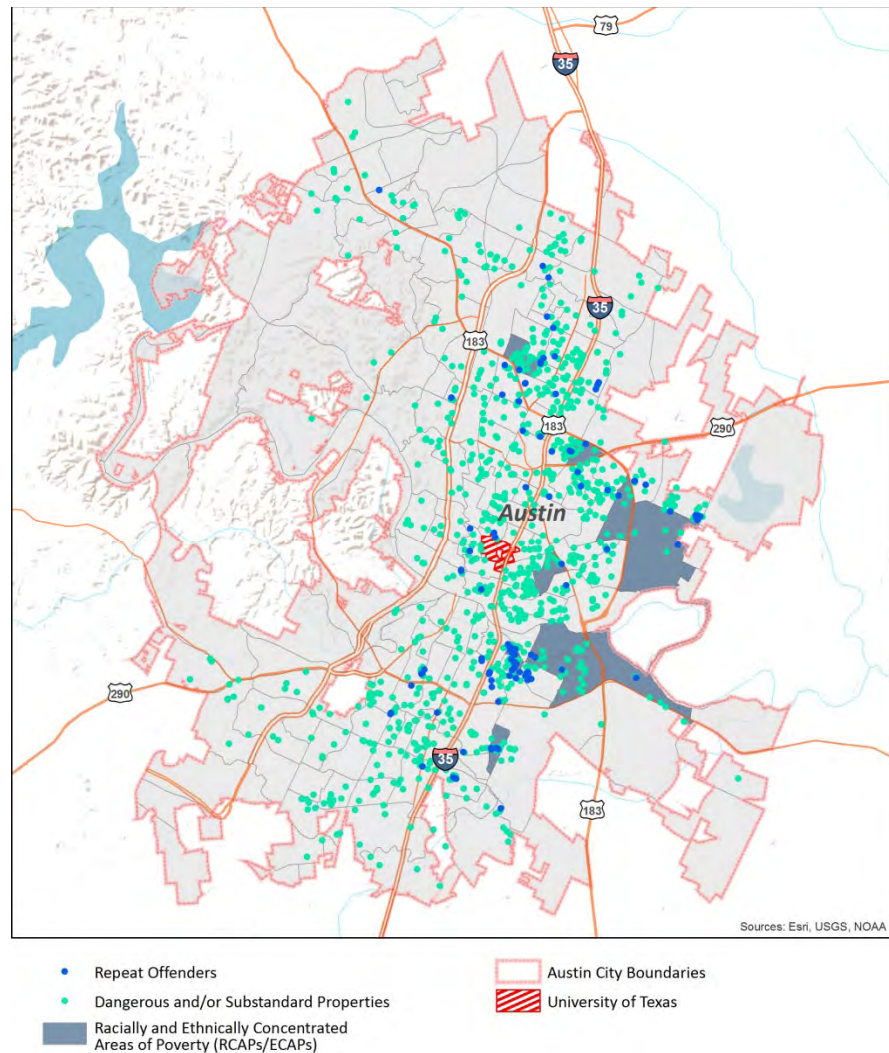 79
35
35
183
183
290
Austin
290
35
183
Sources: Esri, USGS, NOAA
Repeat Offenders
Austin City Boundaries
Dangerous and/or Substandard Properties
University of Texas
Racially and Ethnically Concentrated
Areas of Poverty (RCAPs/ECAPs)